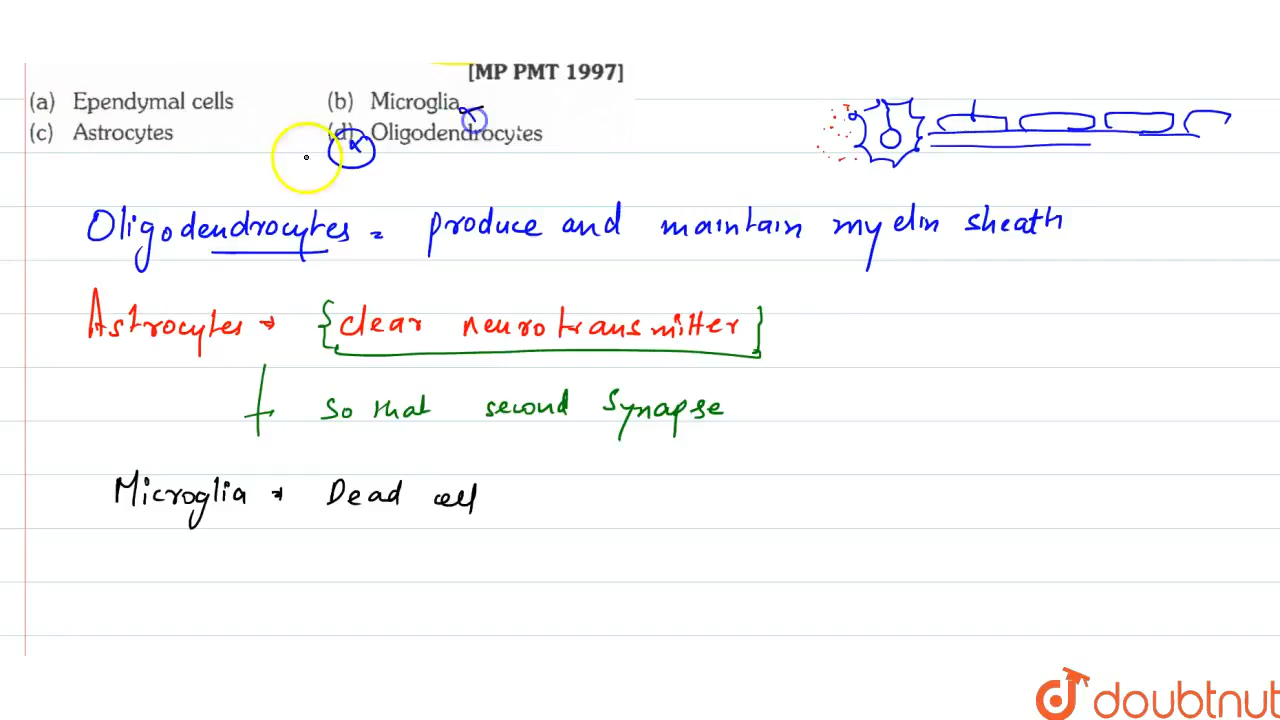 [MP PMT 1997]
(a) Ependymal cells (b) Microglia
(c) Astrocytes (d) Oligodendrocytes
Oligodendrocytes = produce and maintain myelin sheath
Astrocytes → {clear neurotransmitter}
so that second synapse
Microglia → Dead cell
doubtnut